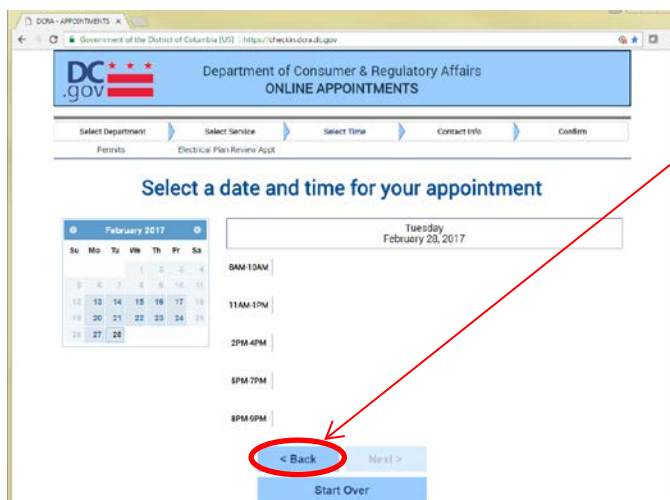 DCRA - APPOINTMENTS ×
Government of the District of Columbia [US] | https://checkin.dcra.dc.gov
DC
.gov
Department of Consumer & Regulatory Affairs
ONLINE APPOINTMENTS
Select Department Select Service Select Time Contact Info Confirm
Permits Electrical Plan Review Appt
Select a date and time for your appointment
February 2017
Su Mo Tu We Th Fr Sa
1 2 3 4
5 6 7 8 9 10 11
12 13 14 15 16 17 18
19 20 21 22 23 24 25
26 27 28
Tuesday
February 28, 2017
8AM-10AM
11AM-1PM
2PM-4PM
5PM-7PM
8PM-9PM
< Back Next >
Start Over